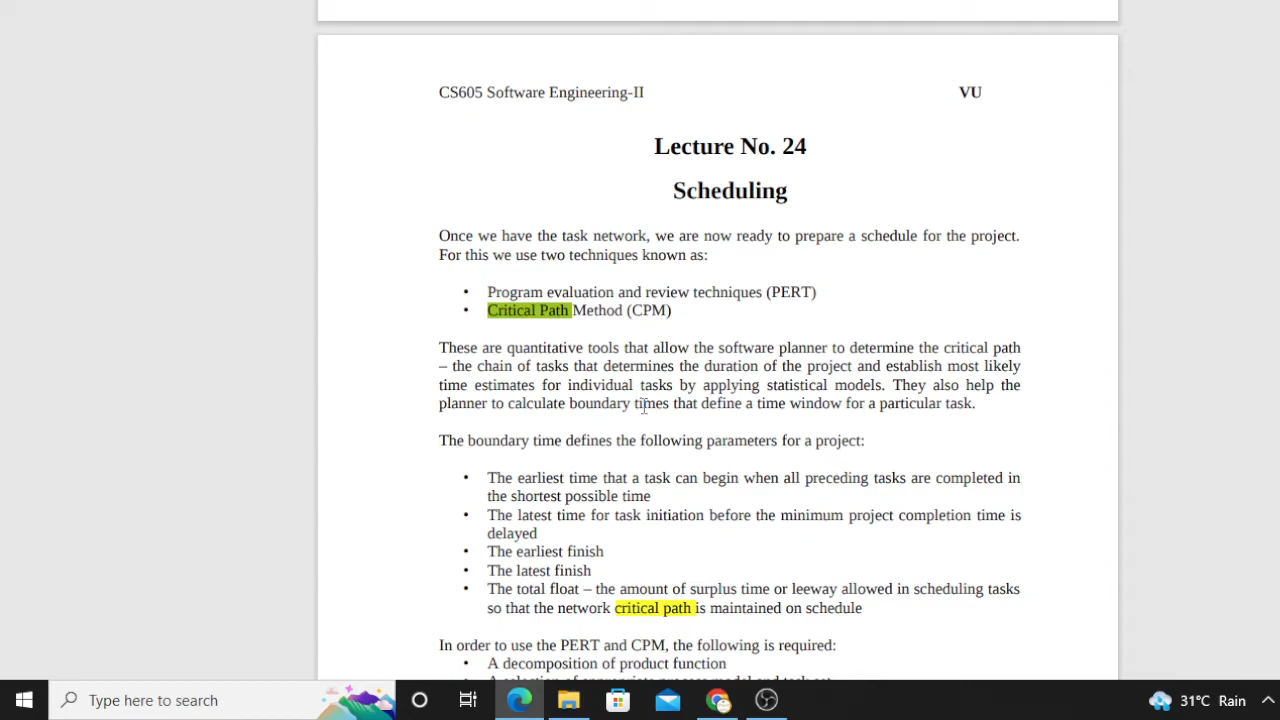 CS605 Software Engineering-II VU
Lecture No. 24
Scheduling
Once we have the task network, we are now ready to prepare a schedule for the project.
For this we use two techniques known as:
• Program evaluation and review techniques (PERT)
• Critical Path Method (CPM)
These are quantitative tools that allow the software planner to determine the critical path
– the chain of tasks that determines the duration of the project and establish most likely
time estimates for individual tasks by applying statistical models. They also help the
planner to calculate boundary times that define a time window for a particular task.
The boundary time defines the following parameters for a project:
• The earliest time that a task can begin when all preceding tasks are completed in
the shortest possible time
• The latest time for task initiation before the minimum project completion time is
delayed
• The earliest finish
• The latest finish
• The total float – the amount of surplus time or leeway allowed in scheduling tasks
so that the network critical path is maintained on schedule
In order to use the PERT and CPM, the following is required:
• A decomposition of product function
Type here to search
31°C Rain